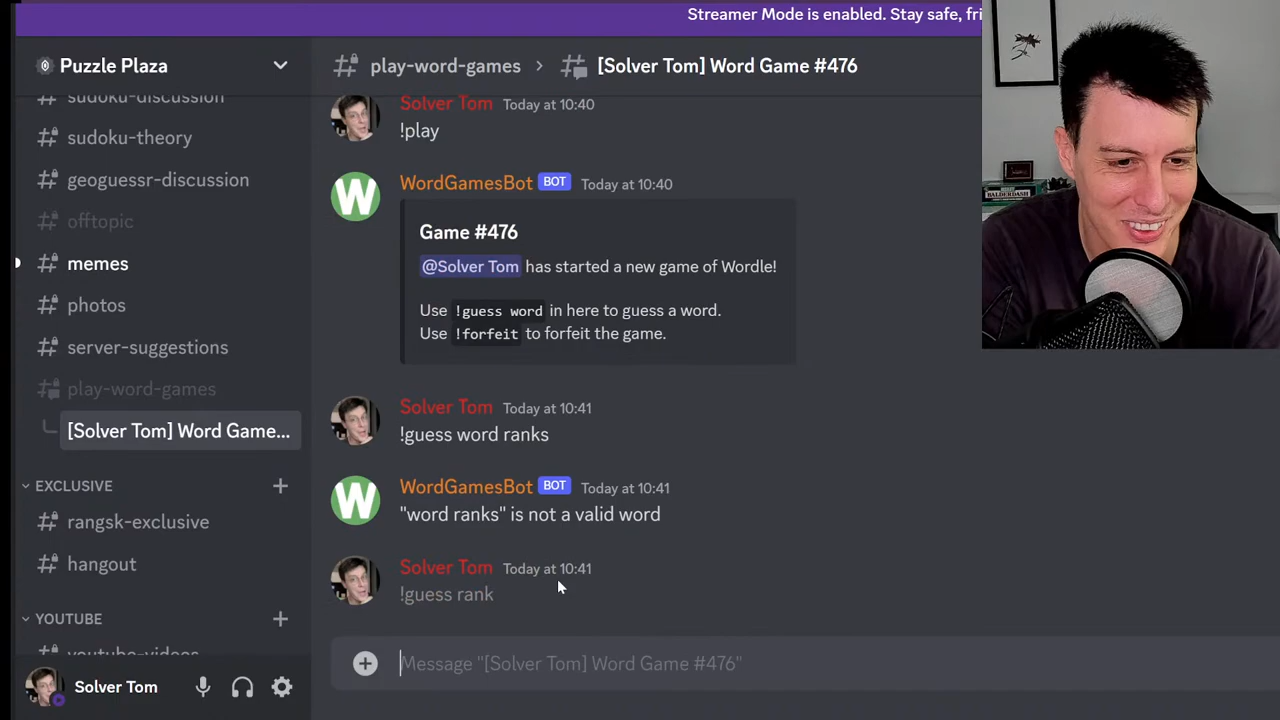 Streamer Mode is enabled. Stay safe, fri
Puzzle Plaza
sudoku-discussion
sudoku-theory
geoguessr-discussion
offtopic
memes
photos
server-suggestions
play-word-games
[Solver Tom] Word Game...
EXCLUSIVE
rangsk-exclusive
hangout
YOUTUBE
youtube-videos
Solver Tom
play-word-games > [Solver Tom] Word Game #476
Solver Tom Today at 10:40
!play
WordGamesBot BOT Today at 10:40
Game #476
@Solver Tom has started a new game of Wordle!
Use !guess word in here to guess a word.
Use !forfeit to forfeit the game.
Solver Tom Today at 10:41
!guess word ranks
WordGamesBot BOT Today at 10:41
"word ranks" is not a valid word
Solver Tom Today at 10:41
!guess rank
Message "[Solver Tom] Word Game #476"
BALDERDASH